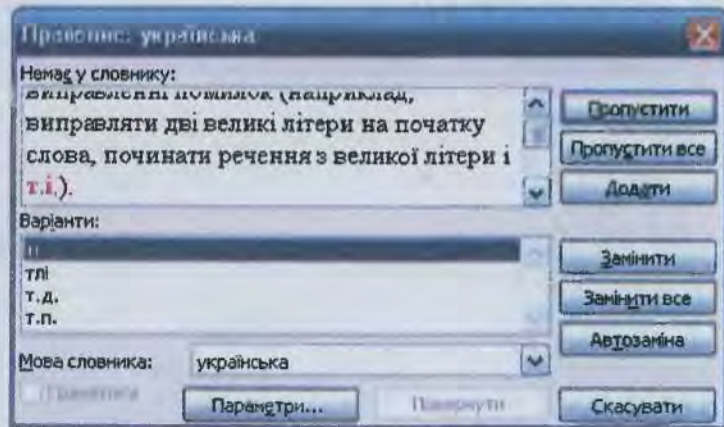 Правопис: українська
Немає у словнику:
виправленні помилок (наприклад,
виправляти дві великі літери на початку
слова, починати речення з великої літери і
т.і.).
Пропустити
Пропустити все
Додати
Варіанти:
тлі
т.д.
т.п.
Замінити
Замінити все
Автозаміна
Мова словника:
українська
Граматика
Параметри...
Повернути
Скасувати